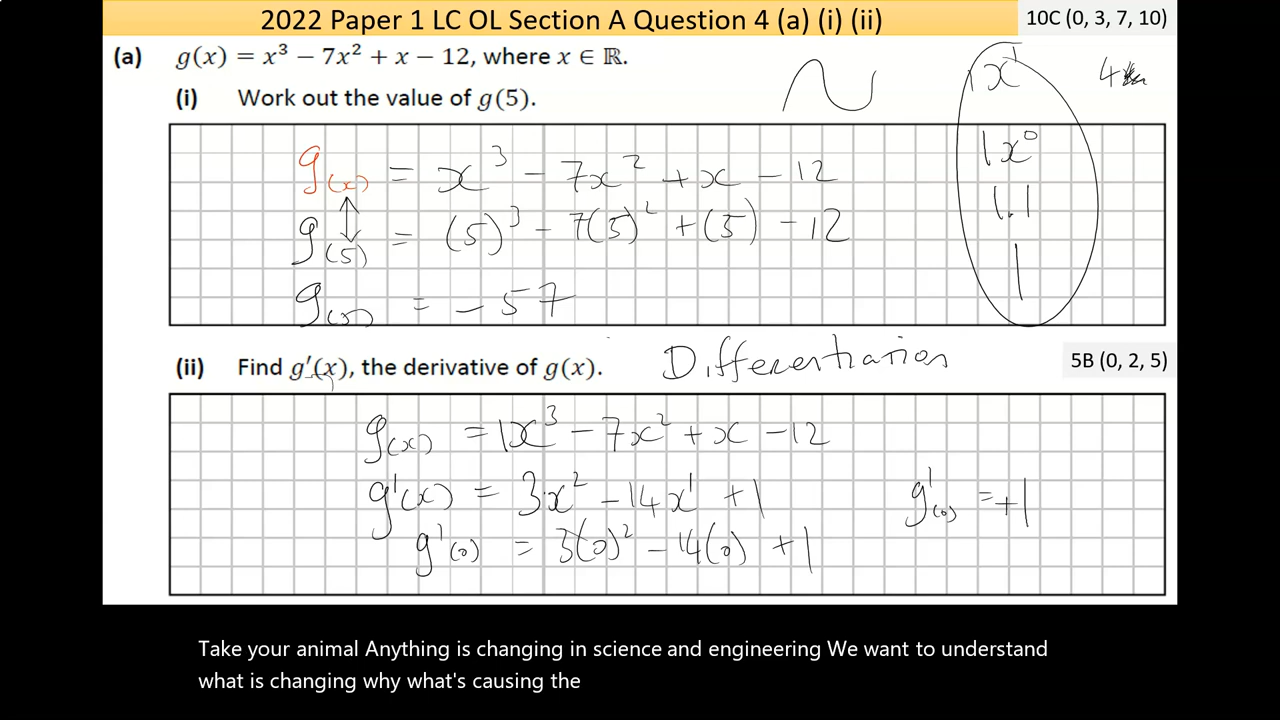 2022 Paper 1 LC OL Section A Question 4 (a) (i) (ii)
10C (0, 3, 7, 10)
(a) g(x) = x³ − 7x² + x − 12, where x ∈ ℝ.
(i) Work out the value of g(5).
1x¹
4
1x⁰
1.1
1
g(x) = x³ − 7x² + x − 12
g(5) = (5)³ − 7(5)² + (5) − 12
g(5) = −57
(ii) Find g′(x), the derivative of g(x).
Differentiation
5B (0, 2, 5)
g(x) = 1x³ − 7x² + x − 12
g'(x) = 3x² − 14x¹ + 1
g'(0) = +1
g'(0) = 3(0)² − 14(0) + 1
Take your animal Anything is changing in science and engineering We want to understand
what is changing why what's causing the